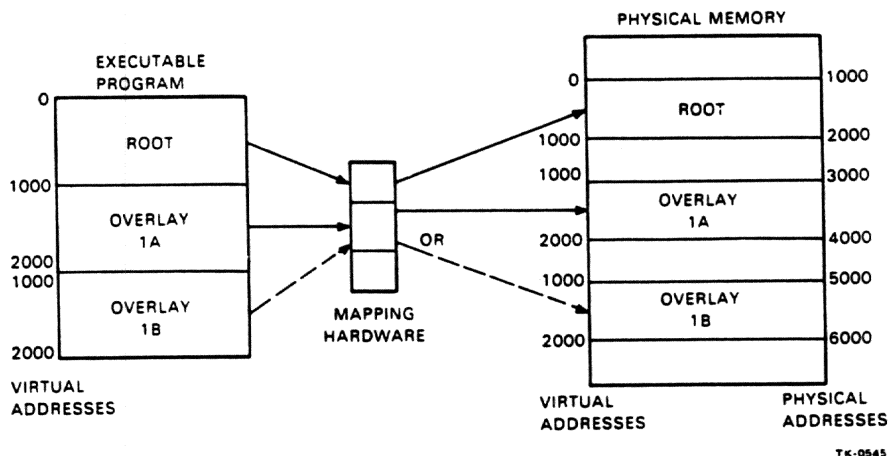 PHYSICAL MEMORY
EXECUTABLE
PROGRAM
0
ROOT
1000
OVERLAY
1A
2000
1000
OVERLAY
1B
2000
VIRTUAL
ADDRESSES
OR
MAPPING
HARDWARE
0
1000
ROOT
1000
2000
1000
3000
OVERLAY
1A
2000
4000
1000
5000
OVERLAY
1B
2000
6000
VIRTUAL
ADDRESSES
PHYSICAL
ADDRESSES
TK-0545